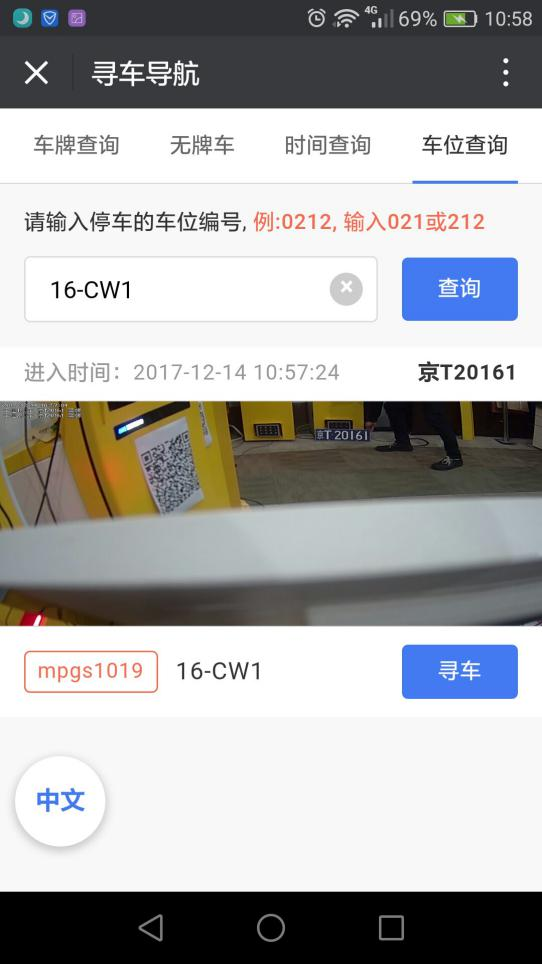 4G 69% 10:58
寻车导航
车牌查询 无牌车 时间查询 车位查询
请输入停车的车位编号, 例:0212, 输入021或212
16-CW1 查询
进入时间：2017-12-14 10:57:24 京T20161
京T20161
mpgs1019 16-CW1 寻车
中文